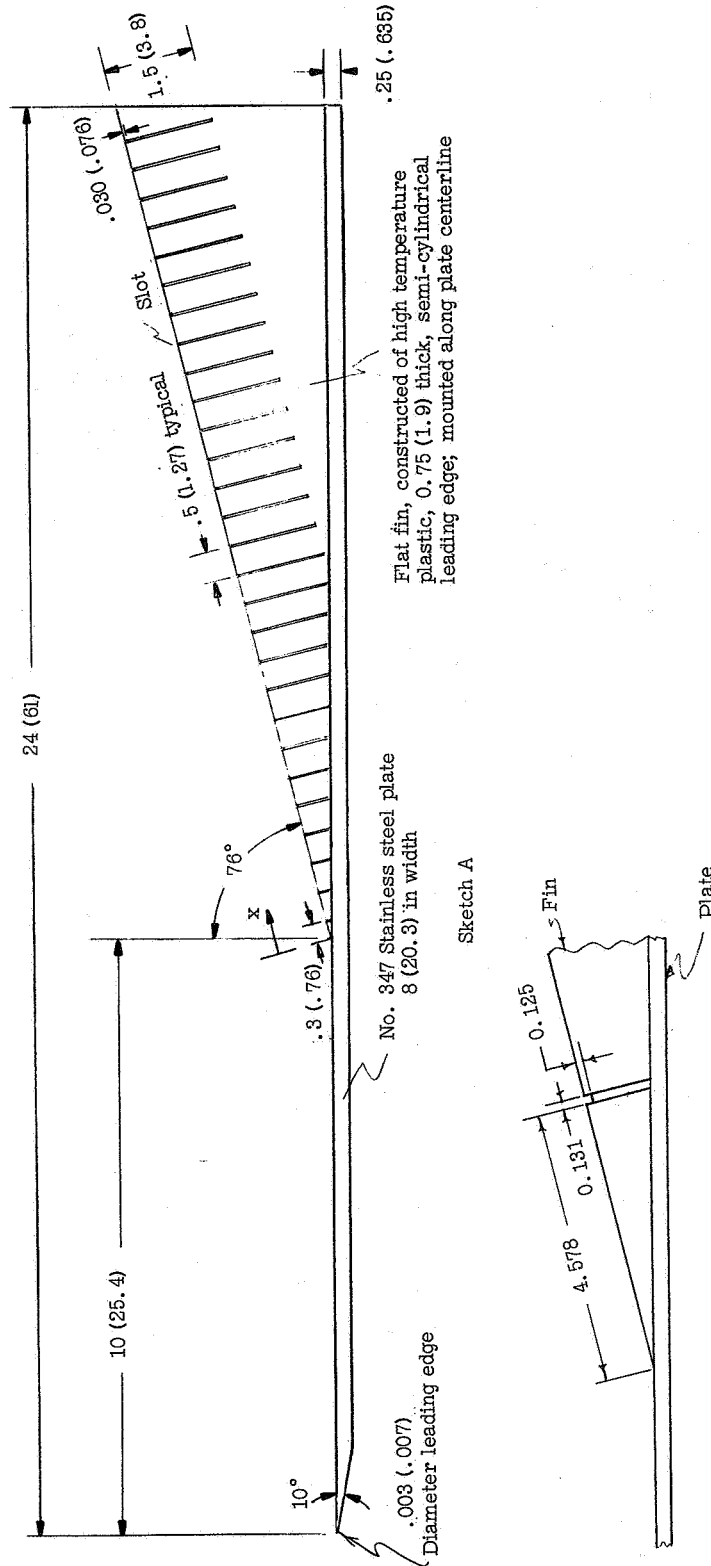 24 (61)
10 (25.4)
76°
x
.3 (.76)
.5 (1.27) typical
Slot
.030 (.076)
1.5 (3.8)
.25 (.635)
10°
.003 (.007)
Diameter leading edge
No. 347 Stainless steel plate
8 (20.3) in width
Flat fin, constructed of high temperature
plastic, 0.75 (1.9) thick, semi-cylindrical
leading edge; mounted along plate centerline
Sketch A
4.578
0.131
0.125
Fin
Plate